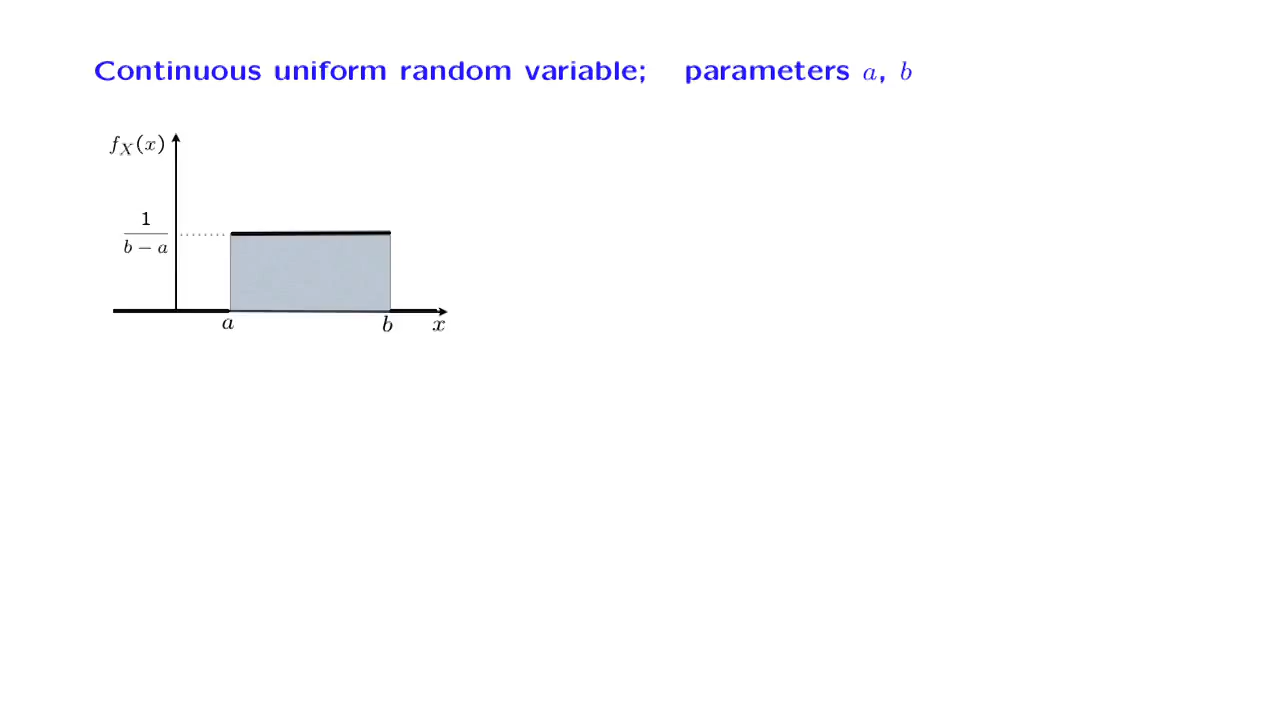 Continuous uniform random variable; parameters a, b
f_X(x)
1
b − a
a b x